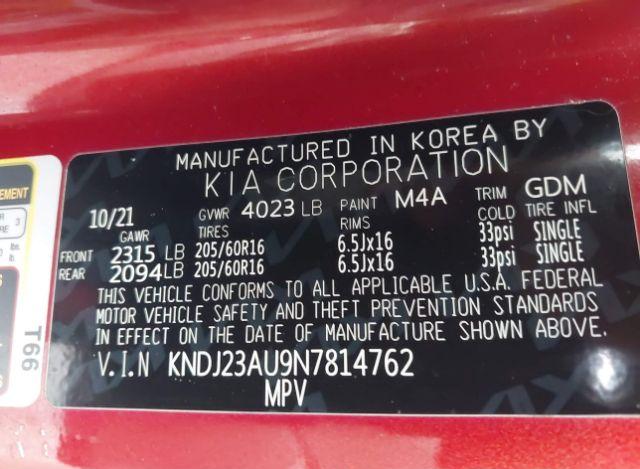 MANUFACTURED IN KOREA BY
KIA CORPORATION
10/21 GVWR 4023 LB PAINT M4A TRIM GDM
GAWR TIRES RIMS COLD TIRE INFL
FRONT 2315 LB 205/60R16 6.5Jx16 33psi SINGLE
REAR 2094 LB 205/60R16 6.5Jx16 33psi SINGLE
THIS VEHICLE CONFORMS TO ALL APPLICABLE U.S.A. FEDERAL
MOTOR VEHICLE SAFETY AND THEFT PREVENTION STANDARDS
IN EFFECT ON THE DATE OF MANUFACTURE SHOWN ABOVE.
V.I.N KNDJ23AU9N7814762
MPV
T66